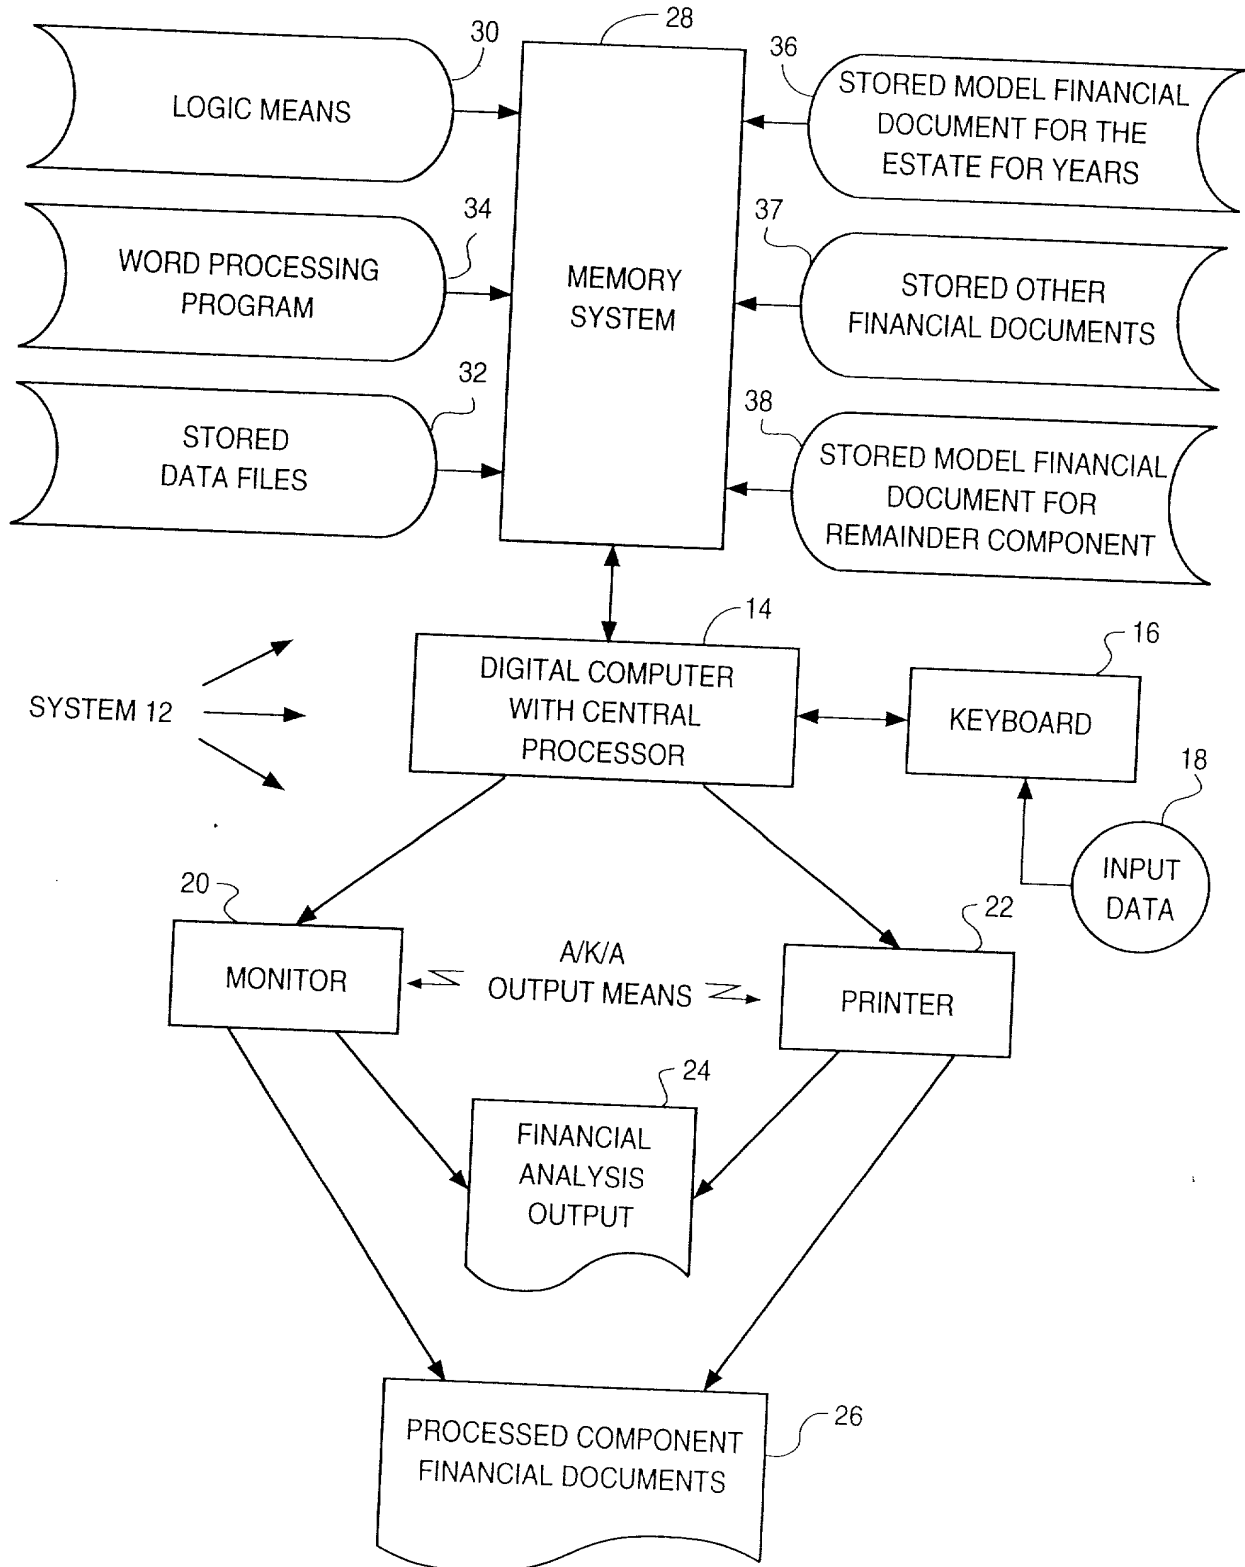 28
30
LOGIC MEANS
36
STORED MODEL FINANCIAL
DOCUMENT FOR THE
ESTATE FOR YEARS
34
WORD PROCESSING
PROGRAM
MEMORY
SYSTEM
37
STORED OTHER
FINANCIAL DOCUMENTS
32
STORED
DATA FILES
38
STORED MODEL FINANCIAL
DOCUMENT FOR
REMAINDER COMPONENT
14
DIGITAL COMPUTER
WITH CENTRAL
PROCESSOR
16
KEYBOARD
SYSTEM 12
18
INPUT
DATA
20
MONITOR
A/K/A
OUTPUT MEANS
22
PRINTER
24
FINANCIAL
ANALYSIS
OUTPUT
26
PROCESSED COMPONENT
FINANCIAL DOCUMENTS